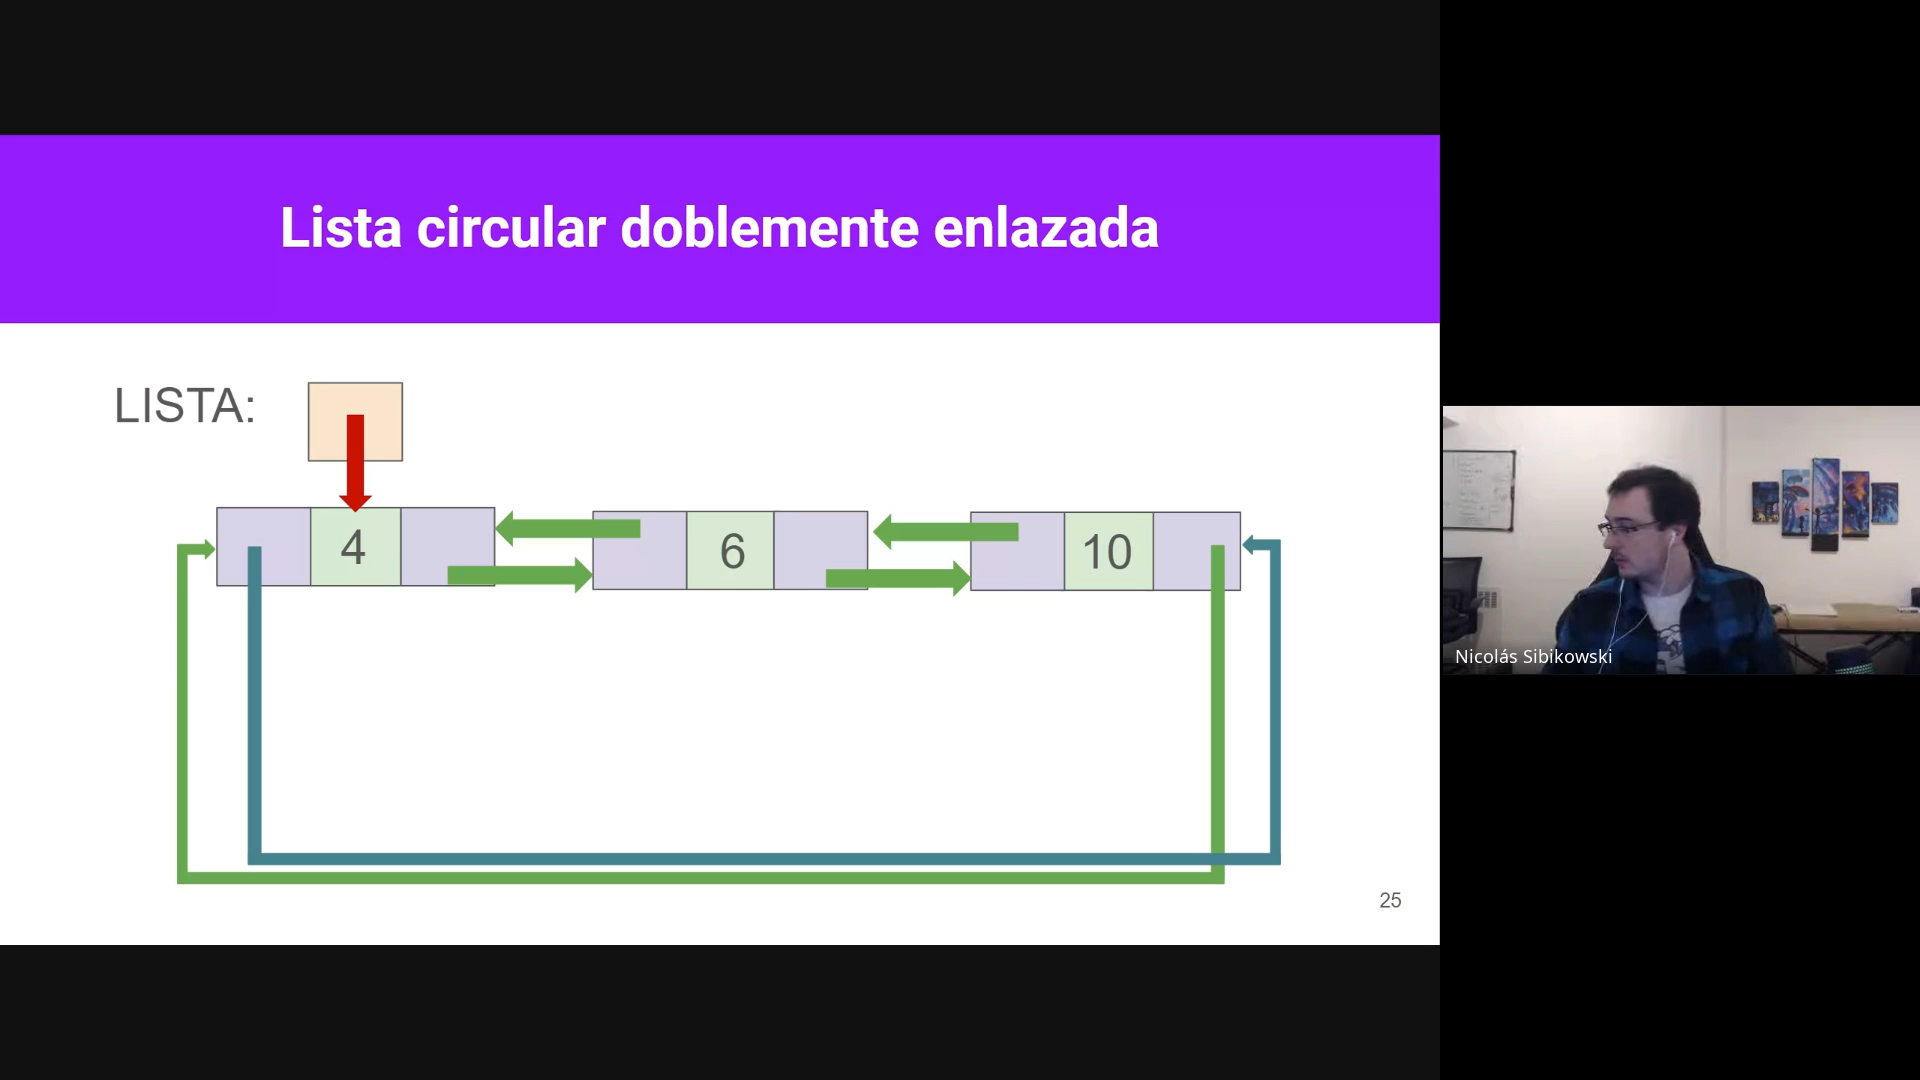 Lista circular doblemente enlazada
LISTA:
4
6
10
25
Nicolás Sibikowski